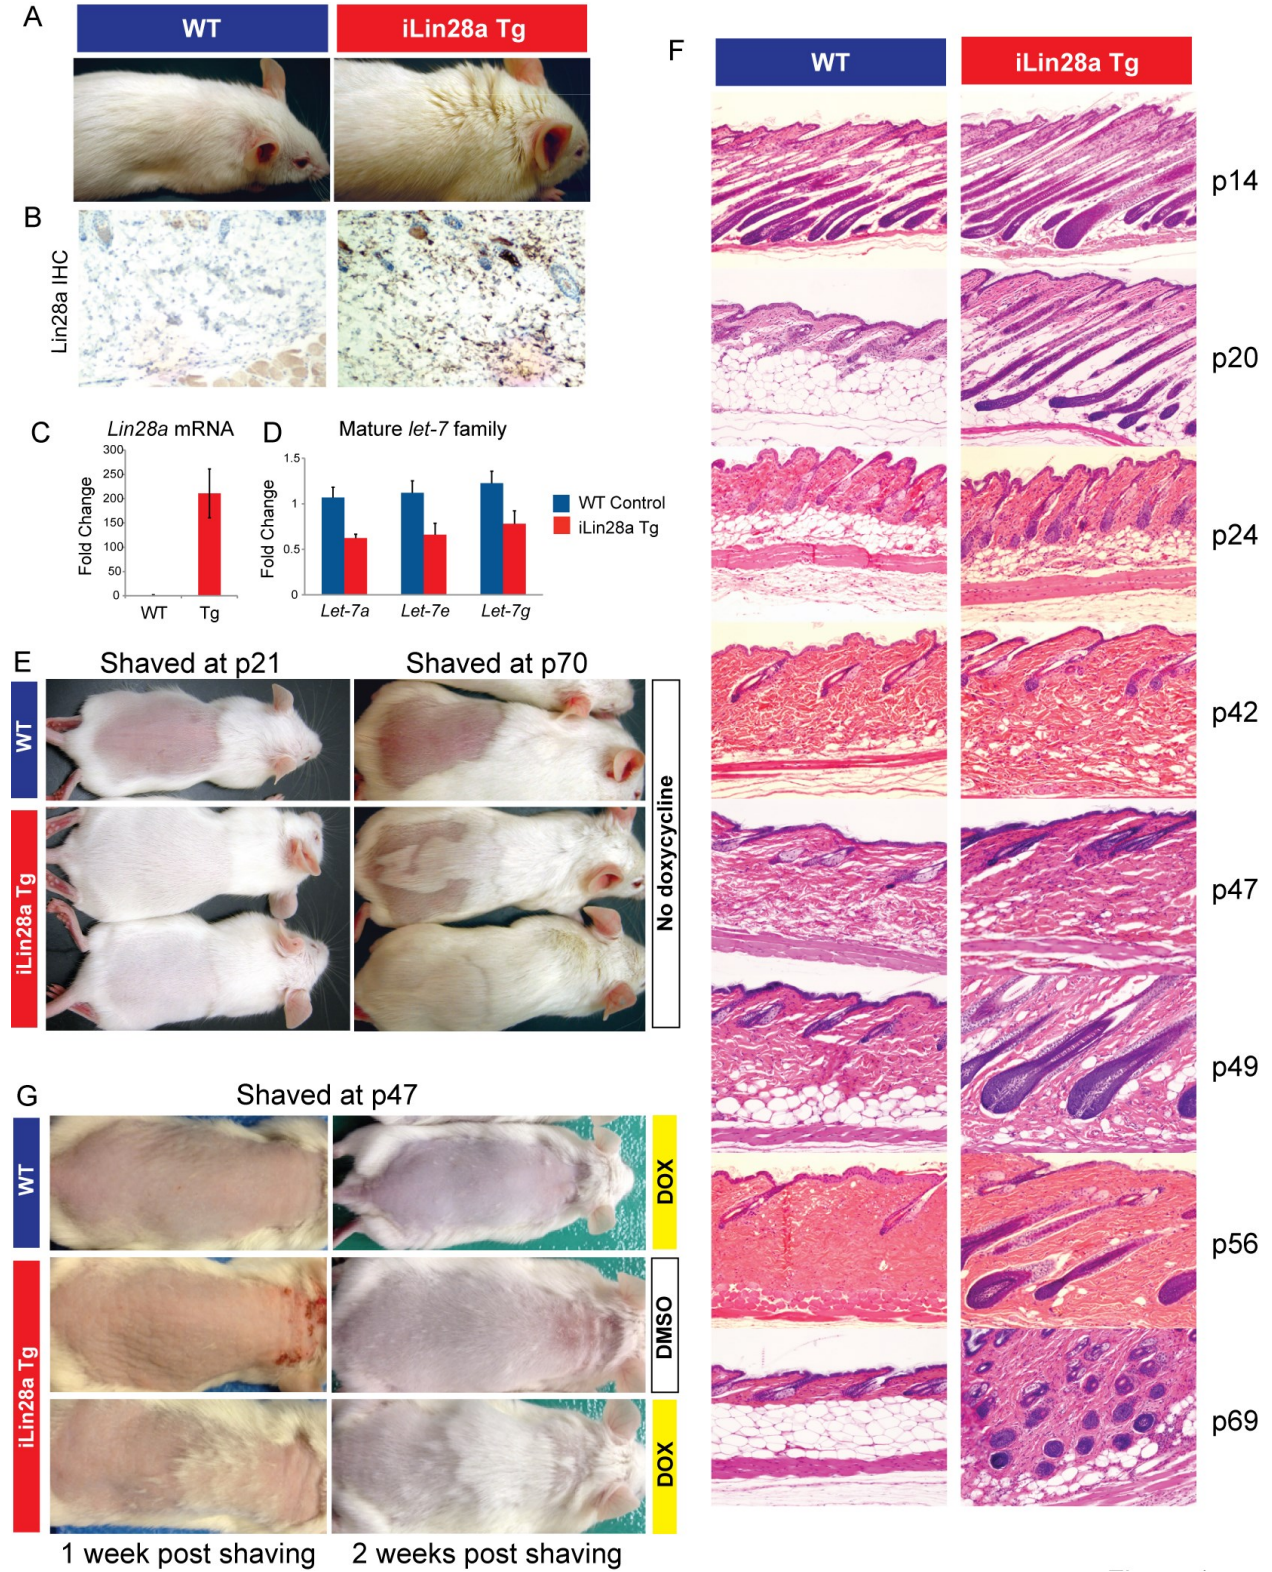 A
WT
iLin28a Tg
B
Lin28a IHC
C
Lin28a mRNA
Fold Change
300
250
200
150
100
50
0
WT
Tg
D
Mature let-7 family
Fold Change
1.5
1
0.5
0
Let-7a
Let-7e
Let-7g
WT Control
iLin28a Tg
E
Shaved at p21
Shaved at p70
WT
iLin28a Tg
No doxycycline
G
Shaved at p47
WT
iLin28a Tg
DOX
DMSO
DOX
1 week post shaving
2 weeks post shaving
F
WT
iLin28a Tg
p14
p20
p24
p42
p47
p49
p56
p69